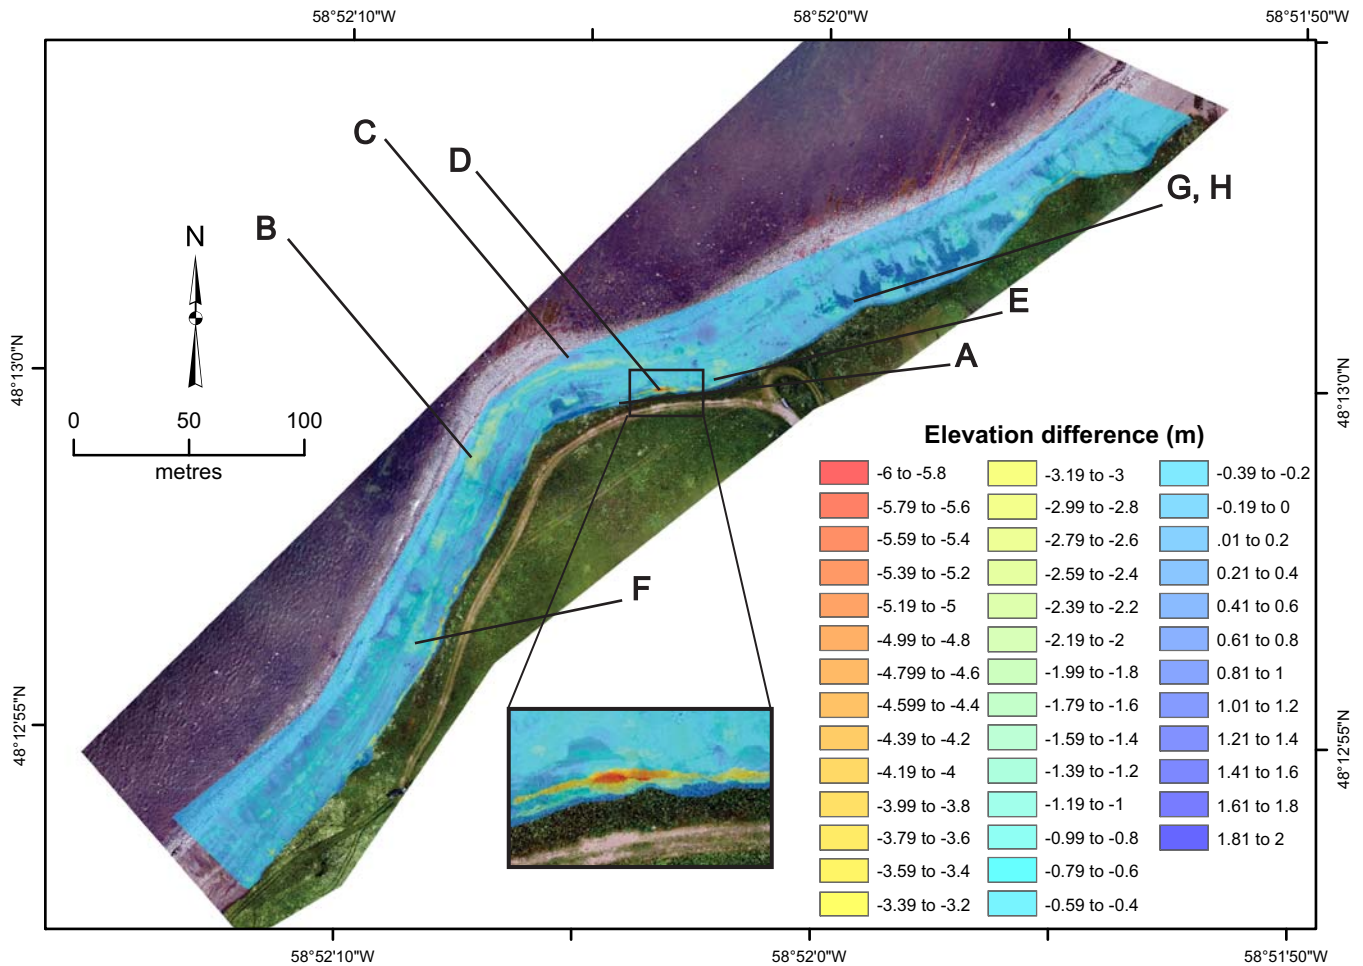 58°52'10"W
58°52'0"W
58°51'50"W
C
D
B
G, H
N
E
A
48°13'0"N
48°13'0"N
0
50
100
metres
F
Elevation difference (m)
-6 to -5.8
-5.79 to -5.6
-5.59 to -5.4
-5.39 to -5.2
-5.19 to -5
-4.99 to -4.8
-4.799 to -4.6
-4.599 to -4.4
-4.39 to -4.2
-4.19 to -4
-3.99 to -3.8
-3.79 to -3.6
-3.59 to -3.4
-3.39 to -3.2
-3.19 to -3
-2.99 to -2.8
-2.79 to -2.6
-2.59 to -2.4
-2.39 to -2.2
-2.19 to -2
-1.99 to -1.8
-1.79 to -1.6
-1.59 to -1.4
-1.39 to -1.2
-1.19 to -1
-0.99 to -0.8
-0.79 to -0.6
-0.59 to -0.4
-0.39 to -0.2
-0.19 to 0
.01 to 0.2
0.21 to 0.4
0.41 to 0.6
0.61 to 0.8
0.81 to 1
1.01 to 1.2
1.21 to 1.4
1.41 to 1.6
1.61 to 1.8
1.81 to 2
48°12'55"N
48°12'55"N
58°52'10"W
58°52'0"W
58°51'50"W